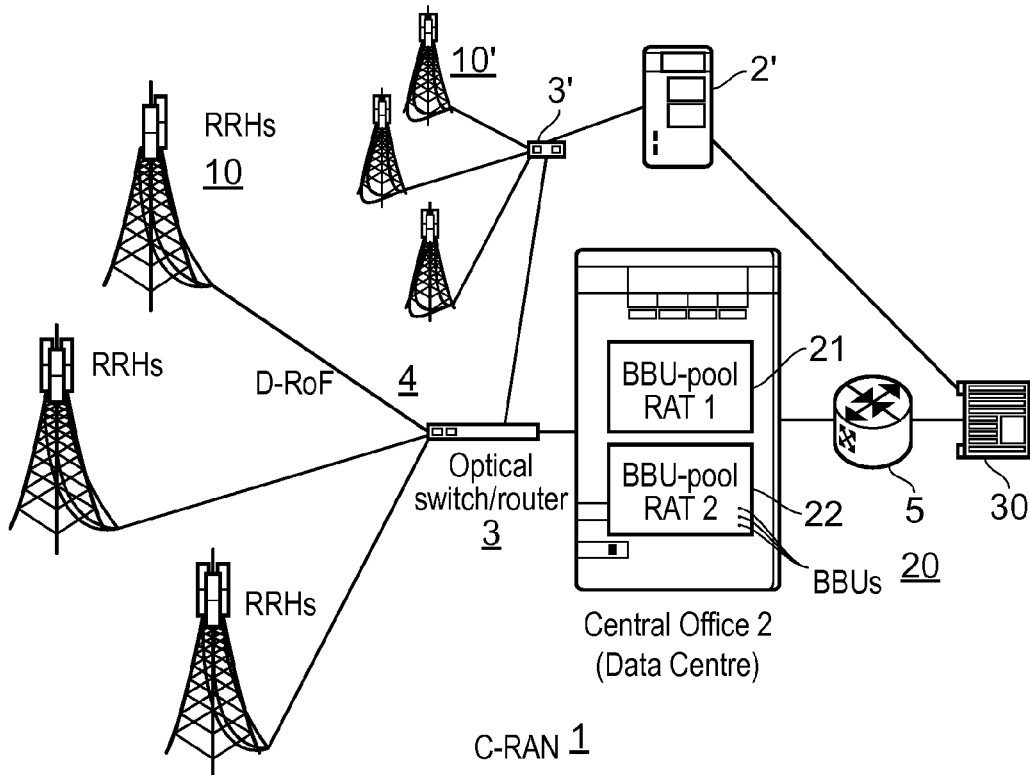 10'
3'
2'
RRHs
10
RRHs
D-RoF
4
BBU-pool
RAT 1
21
Optical
switch/router
3
BBU-pool
RAT 2
22
5
30
RRHs
BBUs
20
Central Office 2
(Data Centre)
C-RAN 1